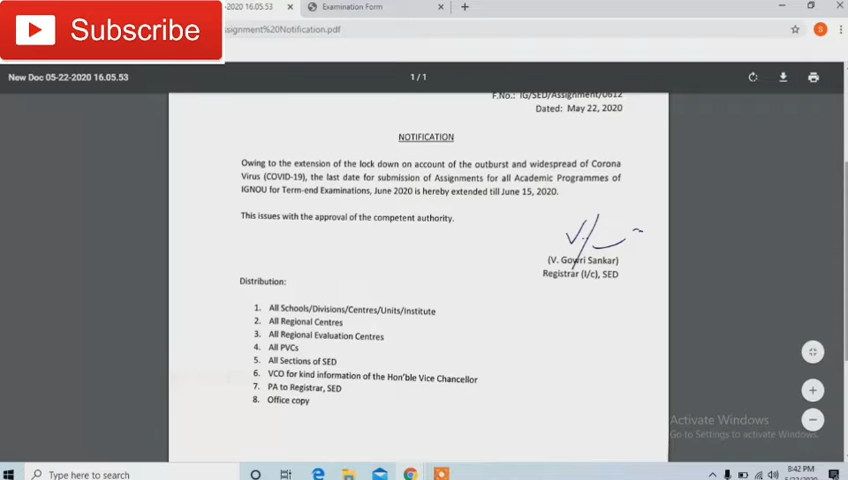 Subscribe
-2020 16.05.53
Examination Form
ssignment%20Notification.pdf
S
New Doc 05-22-2020 16.05.53
1 / 1
F.No.: IG/SED/Assignment/0612
Dated: May 22, 2020
NOTIFICATION
Owing to the extension of the lock down on account of the outburst and widespread of Corona
Virus (COVID-19), the last date for submission of Assignments for all Academic Programmes of
IGNOU for Term-end Examinations, June 2020 is hereby extended till June 15, 2020.
This issues with the approval of the competent authority.
(V. Gowri Sankar)
Registrar (I/c), SED
Distribution:
1. All Schools/Divisions/Centres/Units/Institute
2. All Regional Centres
3. All Regional Evaluation Centres
4. All PVCs
5. All Sections of SED
6. VCO for kind information of the Hon'ble Vice Chancellor
7. PA to Registrar, SED
8. Office copy
Activate Windows
Go to Settings to activate Windows.
Type here to search
8:42 PM